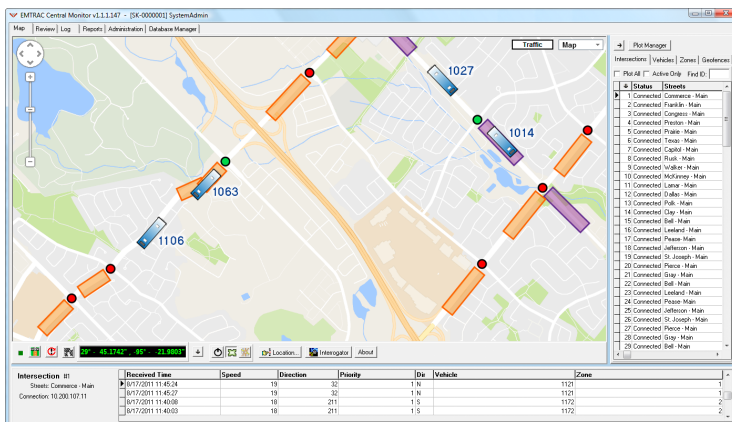 EMTRAC Central Monitor v1.1.1.147 - [SK-0000001] SystemAdmin
Map Review Log Reports Administration Database Manager
Traffic Map
1027
1014
1063
1106
Plot Manager
Intersections Vehicles Zones Geofences
Plot All Active Only Find ID:
Status Streets
1 Connected Commerce - Main
2 Connected Franklin - Main
3 Connected Congress - Main
4 Connected Preston - Main
5 Connected Prairie - Main
6 Connected Texas - Main
7 Connected Capitol - Main
8 Connected Rusk - Main
9 Connected Walker - Main
10 Connected McKinney - Main
11 Connected Lamar - Main
12 Connected Dallas - Main
13 Connected Polk - Main
14 Connected Clay - Main
15 Connected Bell - Main
16 Connected Leeland - Main
17 Connected Pease- Main
18 Connected Jefferson - Main
19 Connected St. Joseph - Main
20 Connected Pierce - Main
21 Connected Gray - Main
22 Connected Bell - Main
23 Connected Leeland - Main
24 Connected Pease- Main
25 Connected Jefferson - Main
26 Connected St. Joseph - Main
27 Connected Pierce - Main
28 Connected Gray - Main
29 Connected Bell - Main
29° - 45.1742", -95° - -21.9803"
Location... Interrogator About
Intersection #1
Streets: Commerce - Main
Connection: 10.200.107.11
Received Time Speed Direction Priority Dir Vehicle Zone
8/17/2011 11:45:24 19 32 1 N 1121 1
8/17/2011 11:45:27 19 32 1 N 1121 1
8/17/2011 11:40:08 18 211 1 S 1172 2
8/17/2011 11:40:03 18 211 1 S 1172 2